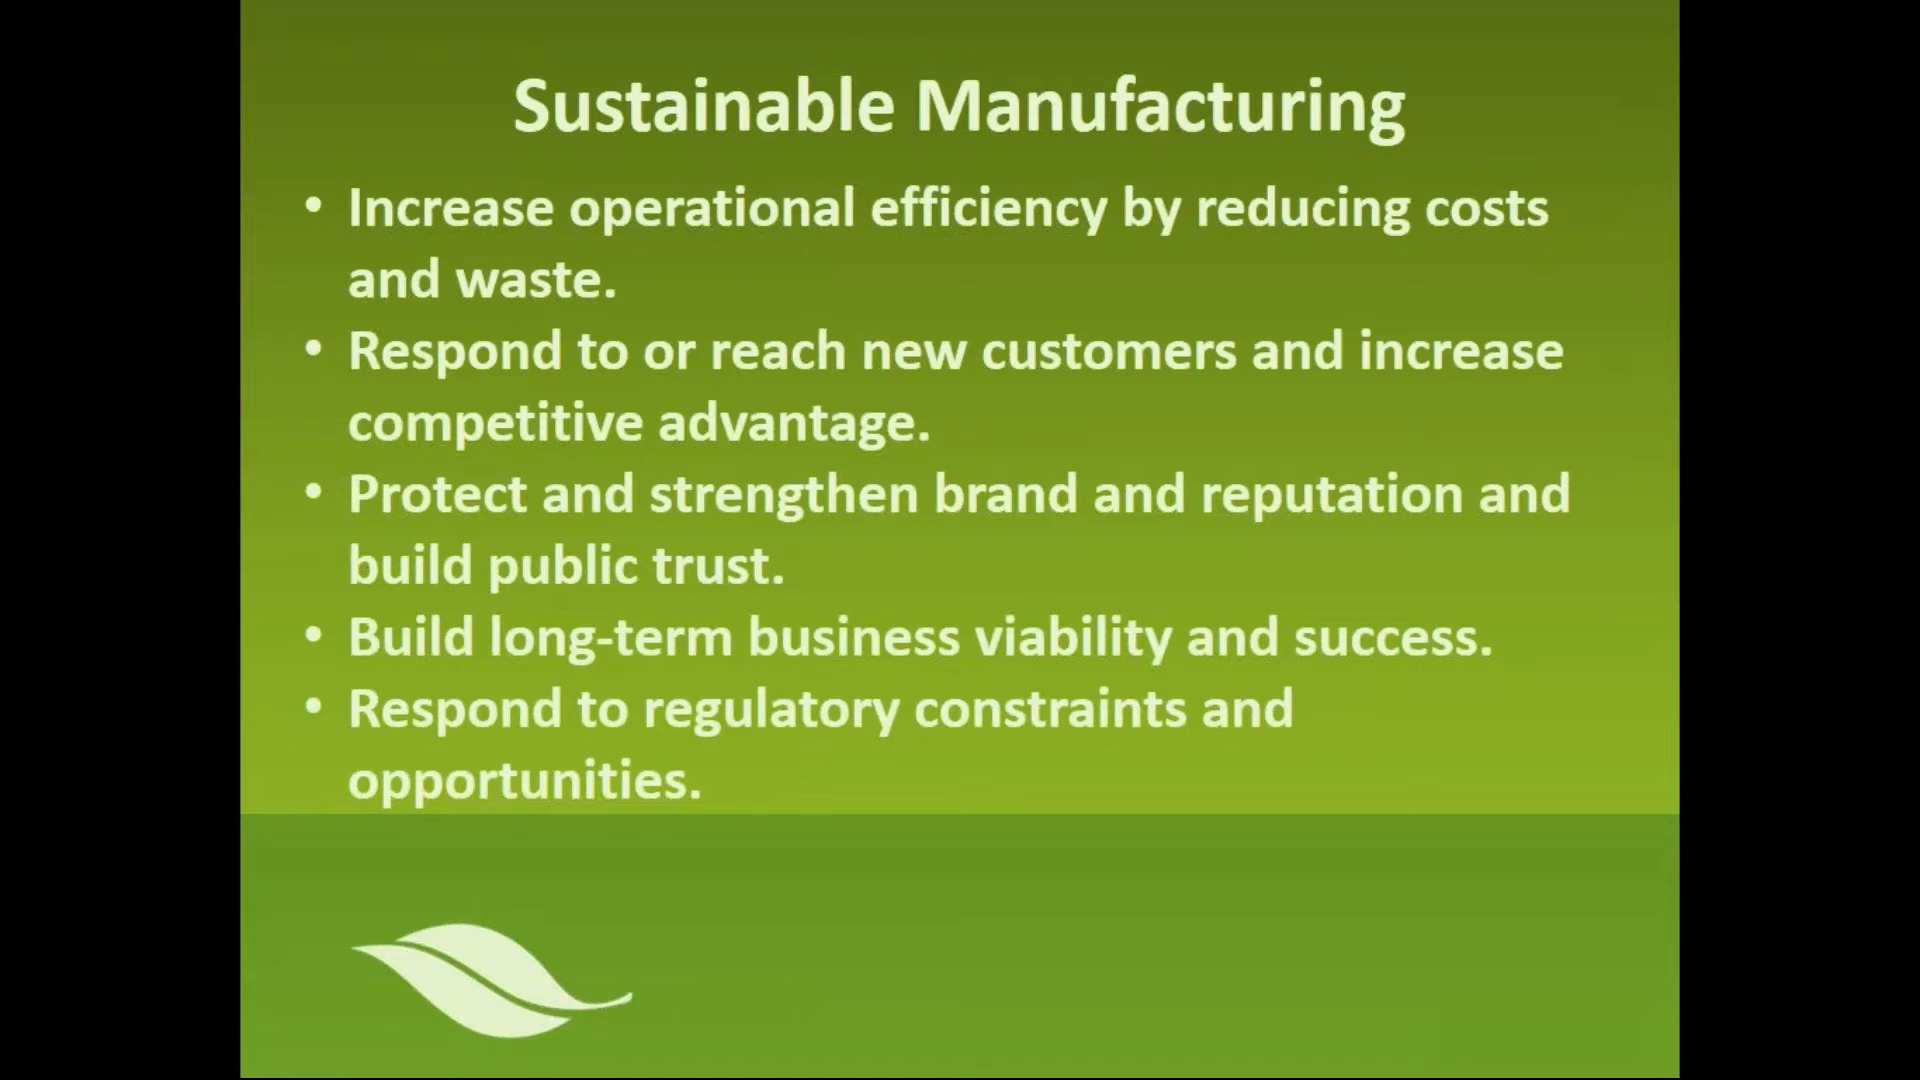 Sustainable Manufacturing
• Increase operational efficiency by reducing costs
and waste.
• Respond to or reach new customers and increase
competitive advantage.
• Protect and strengthen brand and reputation and
build public trust.
• Build long-term business viability and success.
• Respond to regulatory constraints and
opportunities.